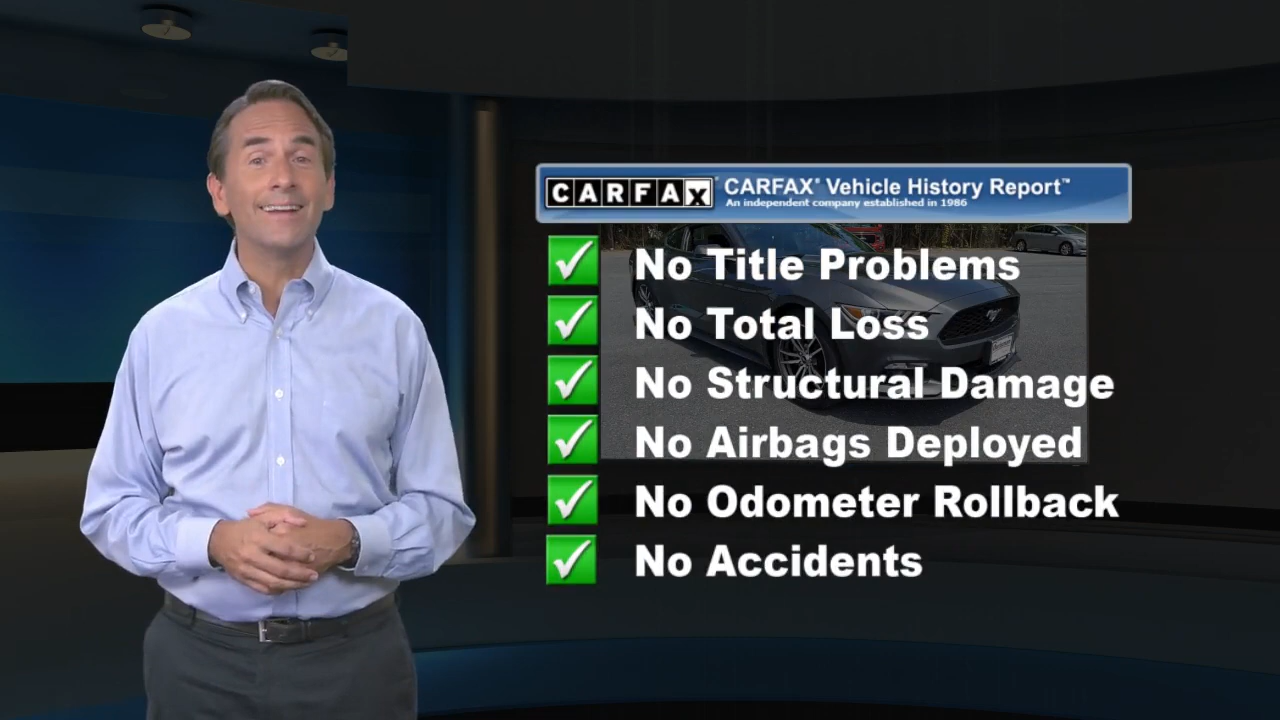 CARFAX
CARFAX® Vehicle History Report™
An independent company established in 1986
No Title Problems
No Total Loss
No Structural Damage
No Airbags Deployed
No Odometer Rollback
No Accidents